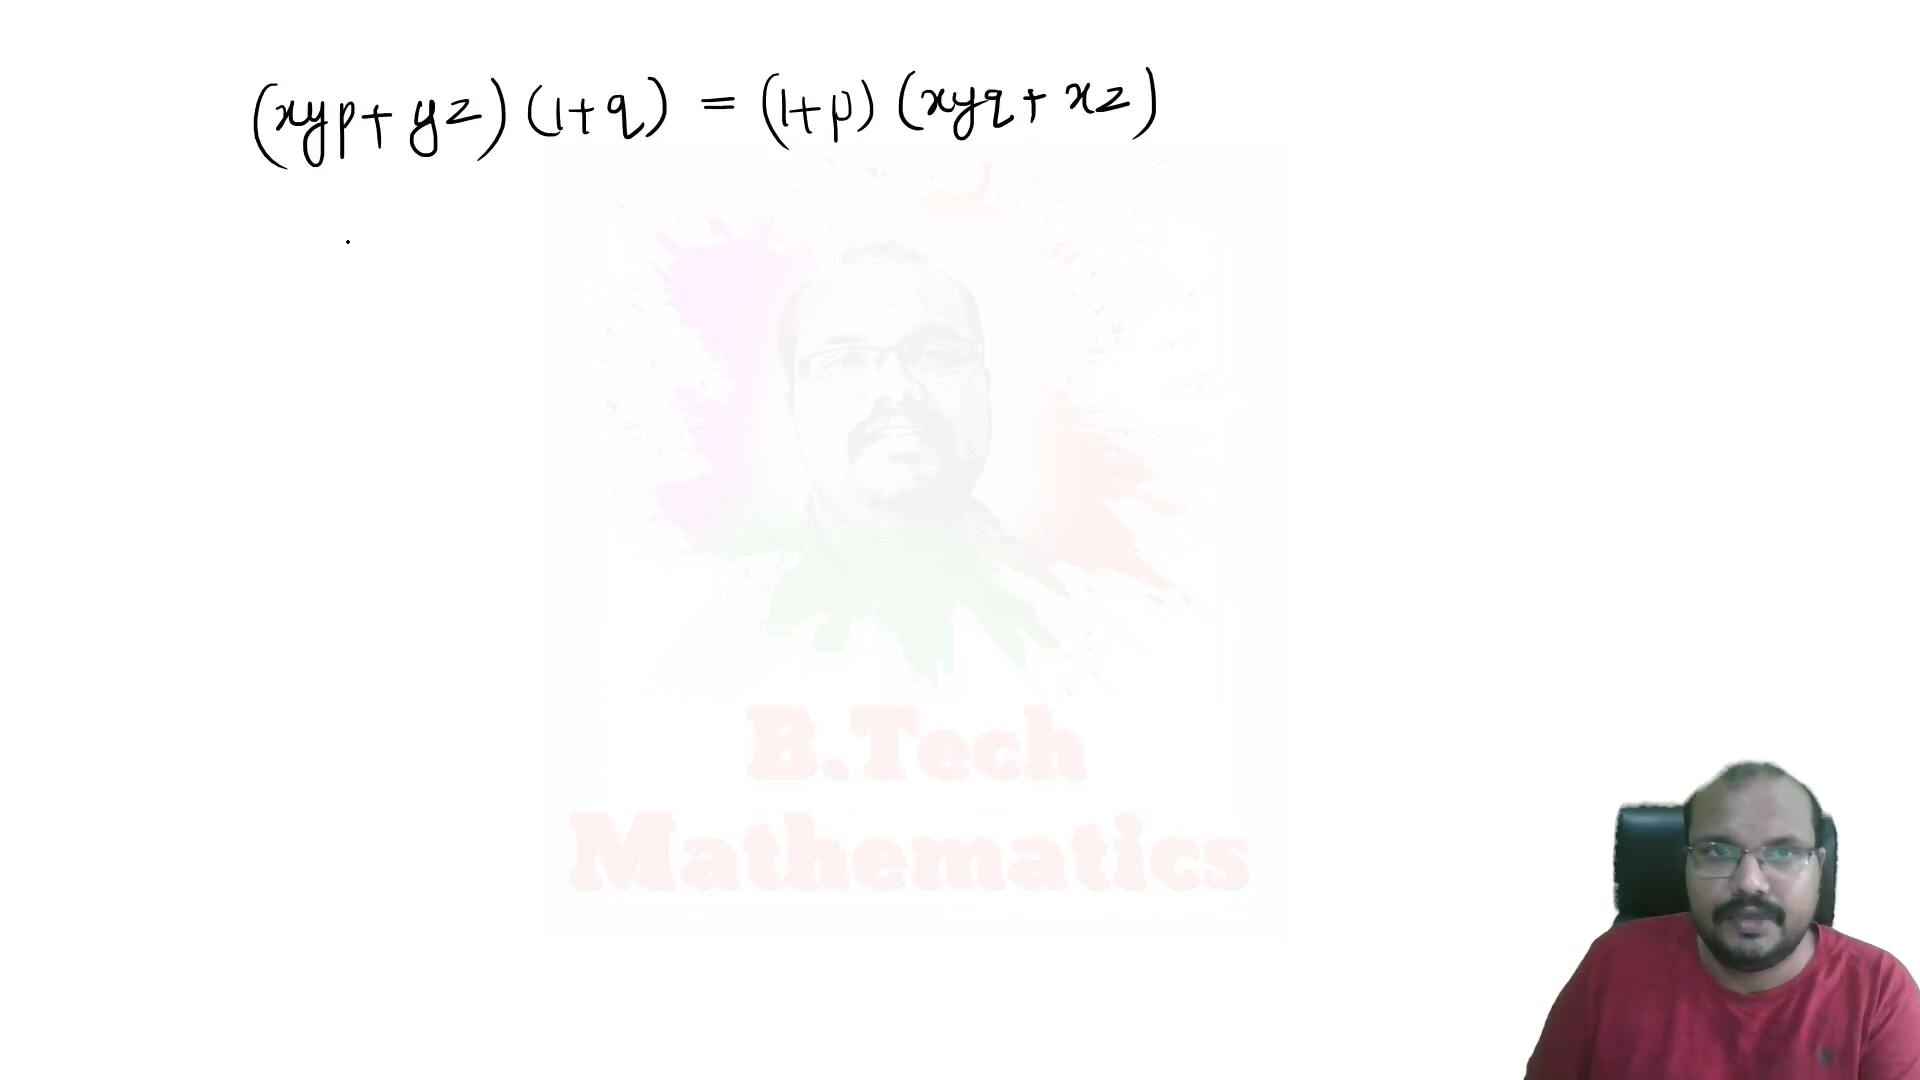 (xyp+yz)(1+q) = (1+p)(xyq+xz)
B.Tech
Mathematics